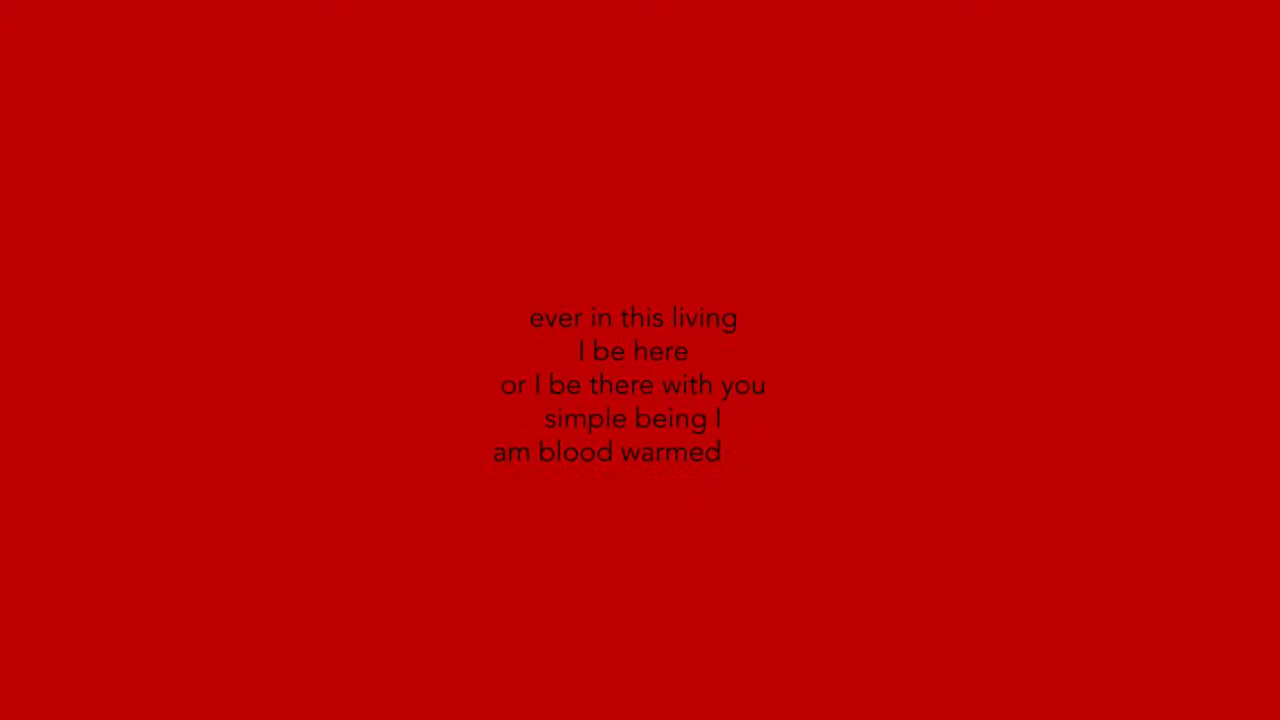 ever in this living
I be here
or I be there with you
simple being I
am blood warmed